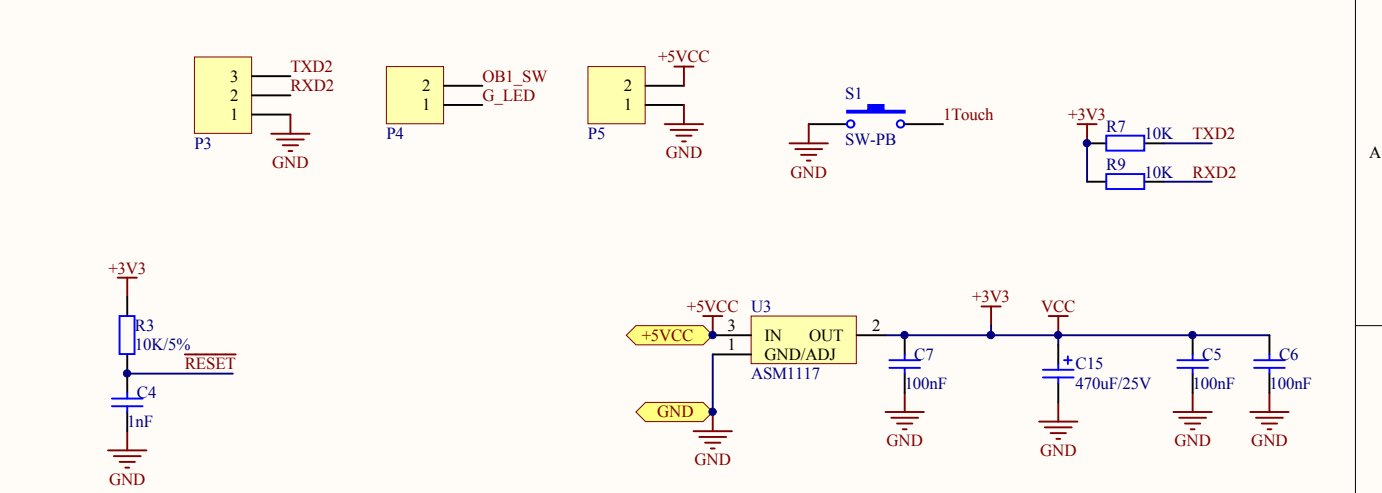 3 TXD2
2 RXD2
1
P3
GND
2 OB1_SW
1 G_LED
P4
+5VCC
2
1
P5
GND
S1
1Touch
SW-PB
GND
+3V3
R7 10K TXD2
R9 10K RXD2
A
+3V3
R3
10K/5%
RESET
C4
1nF
GND
+5VCC U3
+5VCC 3 IN OUT 2
1 GND/ADJ
ASM1117
GND
GND
+3V3
VCC
C7
100nF
GND
C15
470uF/25V
GND
C5
100nF
GND
C6
100nF
GND